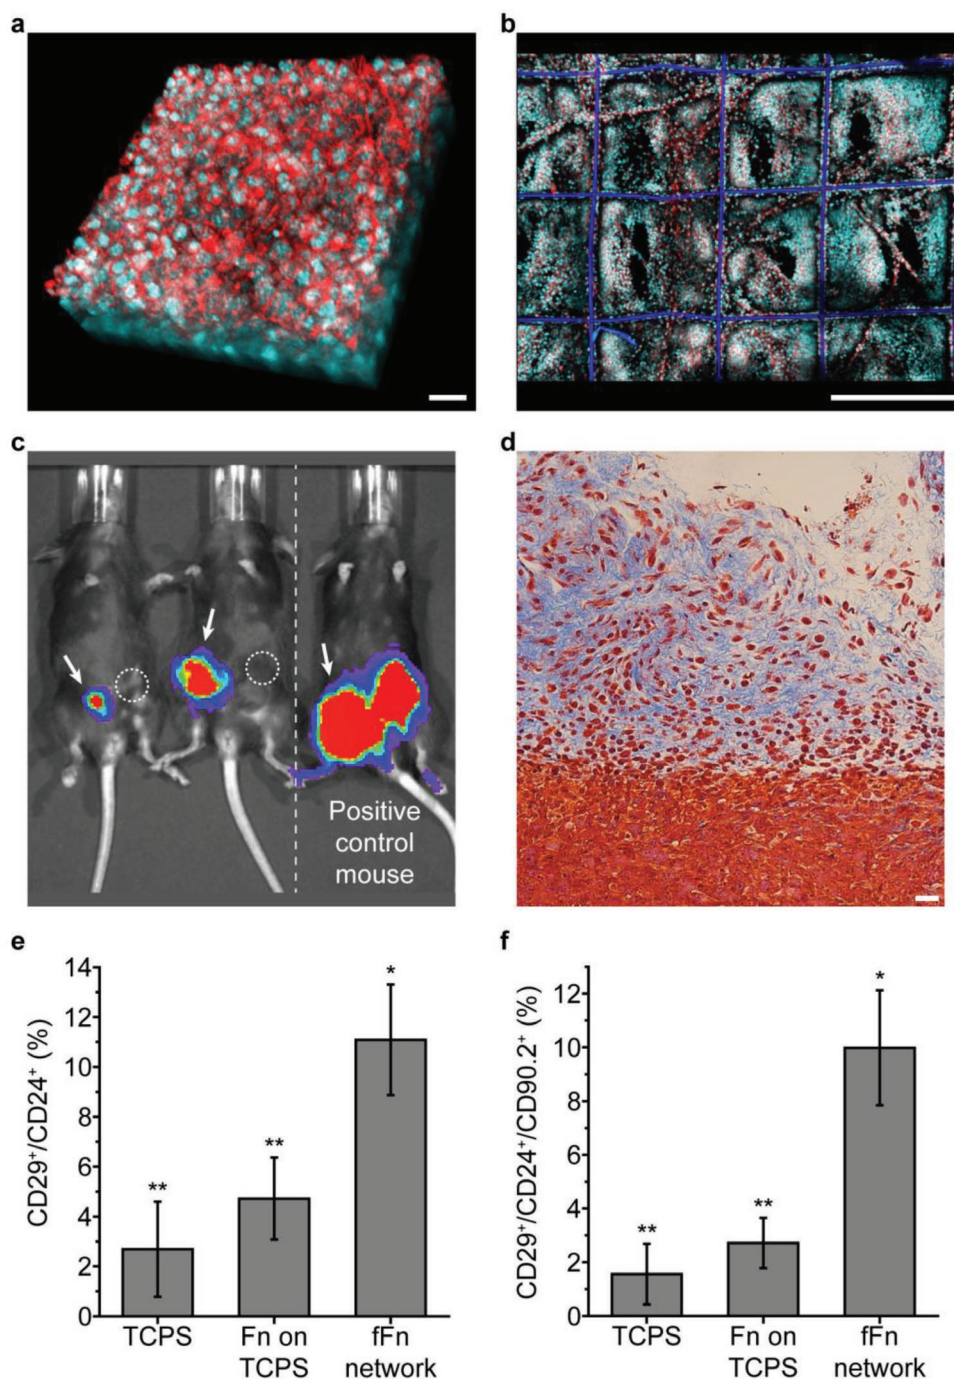 a
b
c
Positive
control
mouse
d
e
CD29⁺/CD24⁺ (%)
14
12
10
8
6
4
2
0
**
**
*
TCPS
Fn on
TCPS
fFn
network
f
CD29⁺/CD24⁺/CD90.2⁺ (%)
12
10
8
6
4
2
0
**
**
*
TCPS
Fn on
TCPS
fFn
network